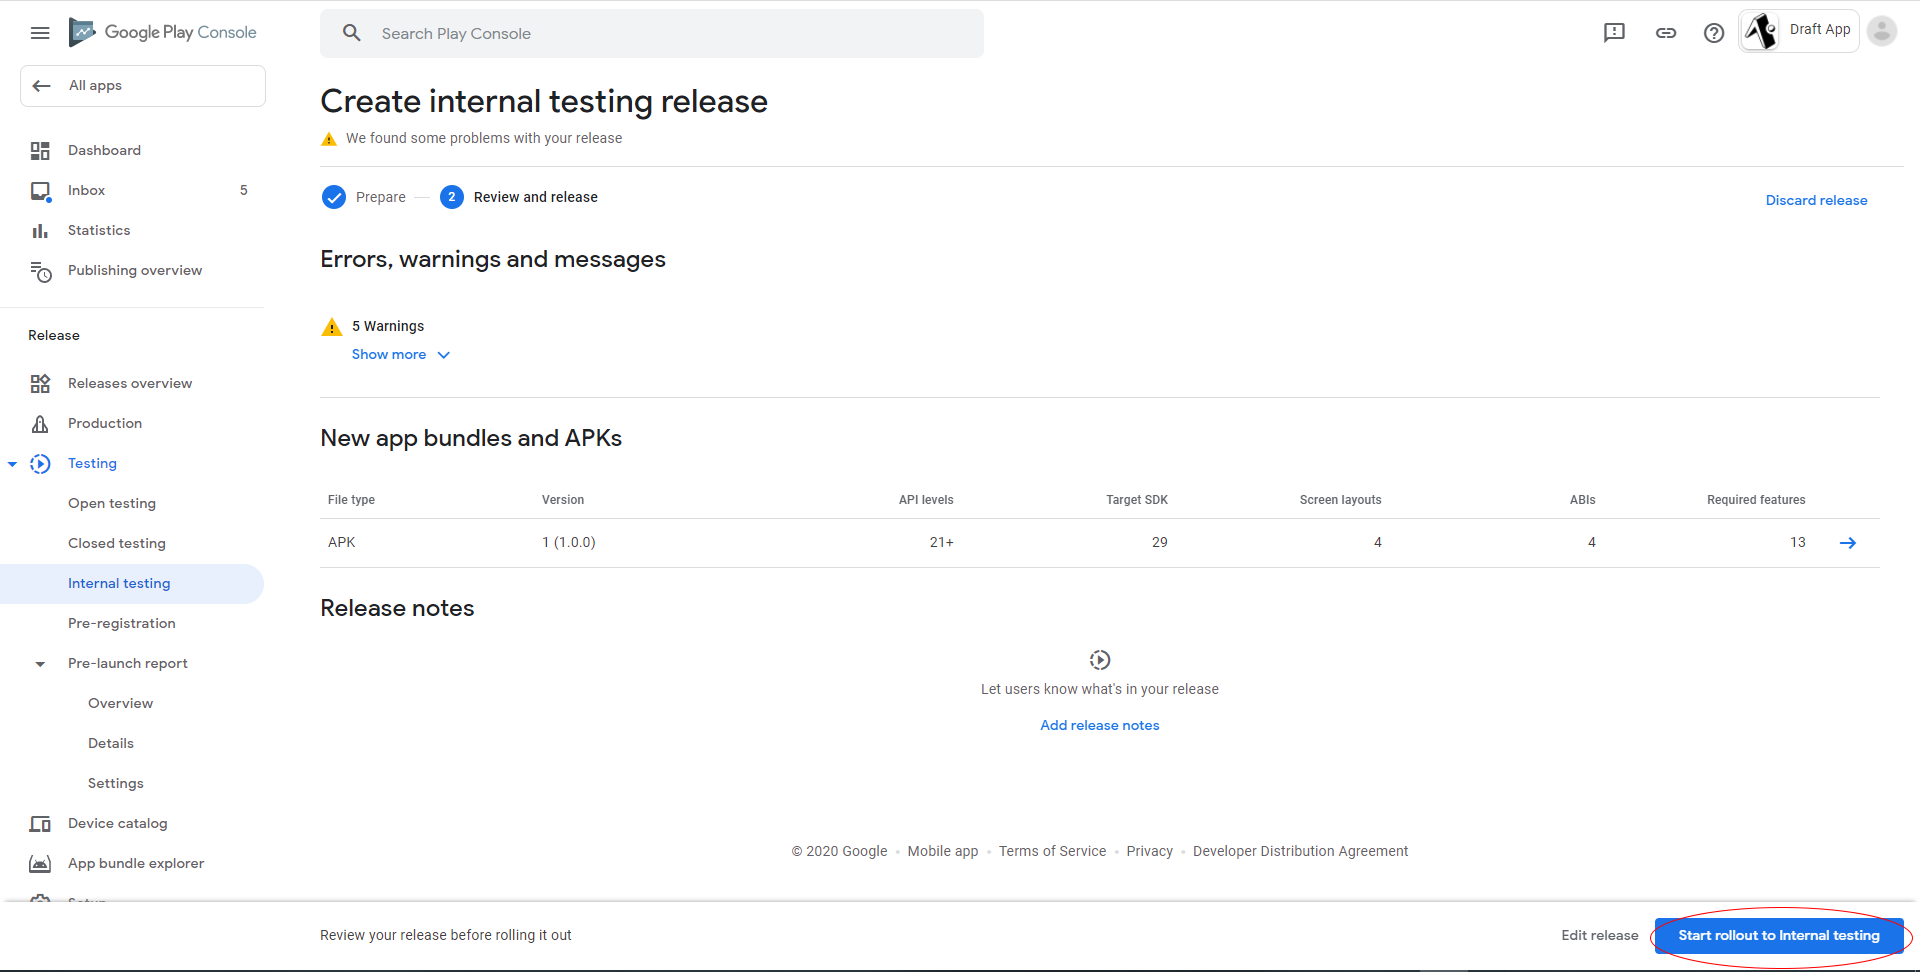 Google Play Console
Search Play Console
Draft App
All apps
Dashboard
Inbox 5
Statistics
Publishing overview
Release
Releases overview
Production
Testing
Open testing
Closed testing
Internal testing
Pre-registration
Pre-launch report
Overview
Details
Settings
Device catalog
App bundle explorer
Setup
Create internal testing release
We found some problems with your release
Prepare 2 Review and release
Discard release
Errors, warnings and messages
5 Warnings
Show more
New app bundles and APKs
File type Version API levels Target SDK Screen layouts ABIs Required features
APK 1 (1.0.0) 21+ 29 4 4 13
Release notes
Let users know what's in your release
Add release notes
© 2020 Google • Mobile app • Terms of Service • Privacy • Developer Distribution Agreement
Review your release before rolling it out
Edit release
Start rollout to Internal testing